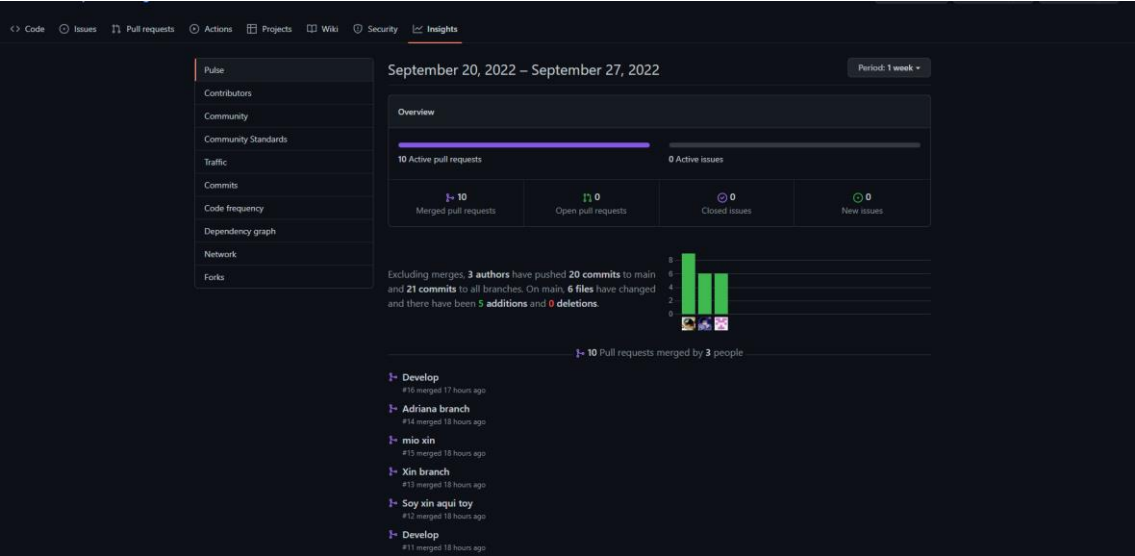 Code Issues Pull requests Actions Projects Wiki Security Insights
Pulse
Contributors
Community
Community Standards
Traffic
Commits
Code frequency
Dependency graph
Network
Forks
September 20, 2022 – September 27, 2022
Period: 1 week
Overview
10 Active pull requests
0 Active issues
10
Merged pull requests
0
Open pull requests
0
Closed issues
0
New issues
Excluding merges, 3 authors have pushed 20 commits to main
and 21 commits to all branches. On main, 6 files have changed
and there have been 5 additions and 0 deletions.
8
6
4
2
0
10 Pull requests merged by 3 people
Develop
#16 merged 17 hours ago
Adriana branch
#14 merged 18 hours ago
mio xin
#15 merged 18 hours ago
Xin branch
#13 merged 18 hours ago
Soy xin aqui toy
#12 merged 18 hours ago
Develop
#11 merged 18 hours ago